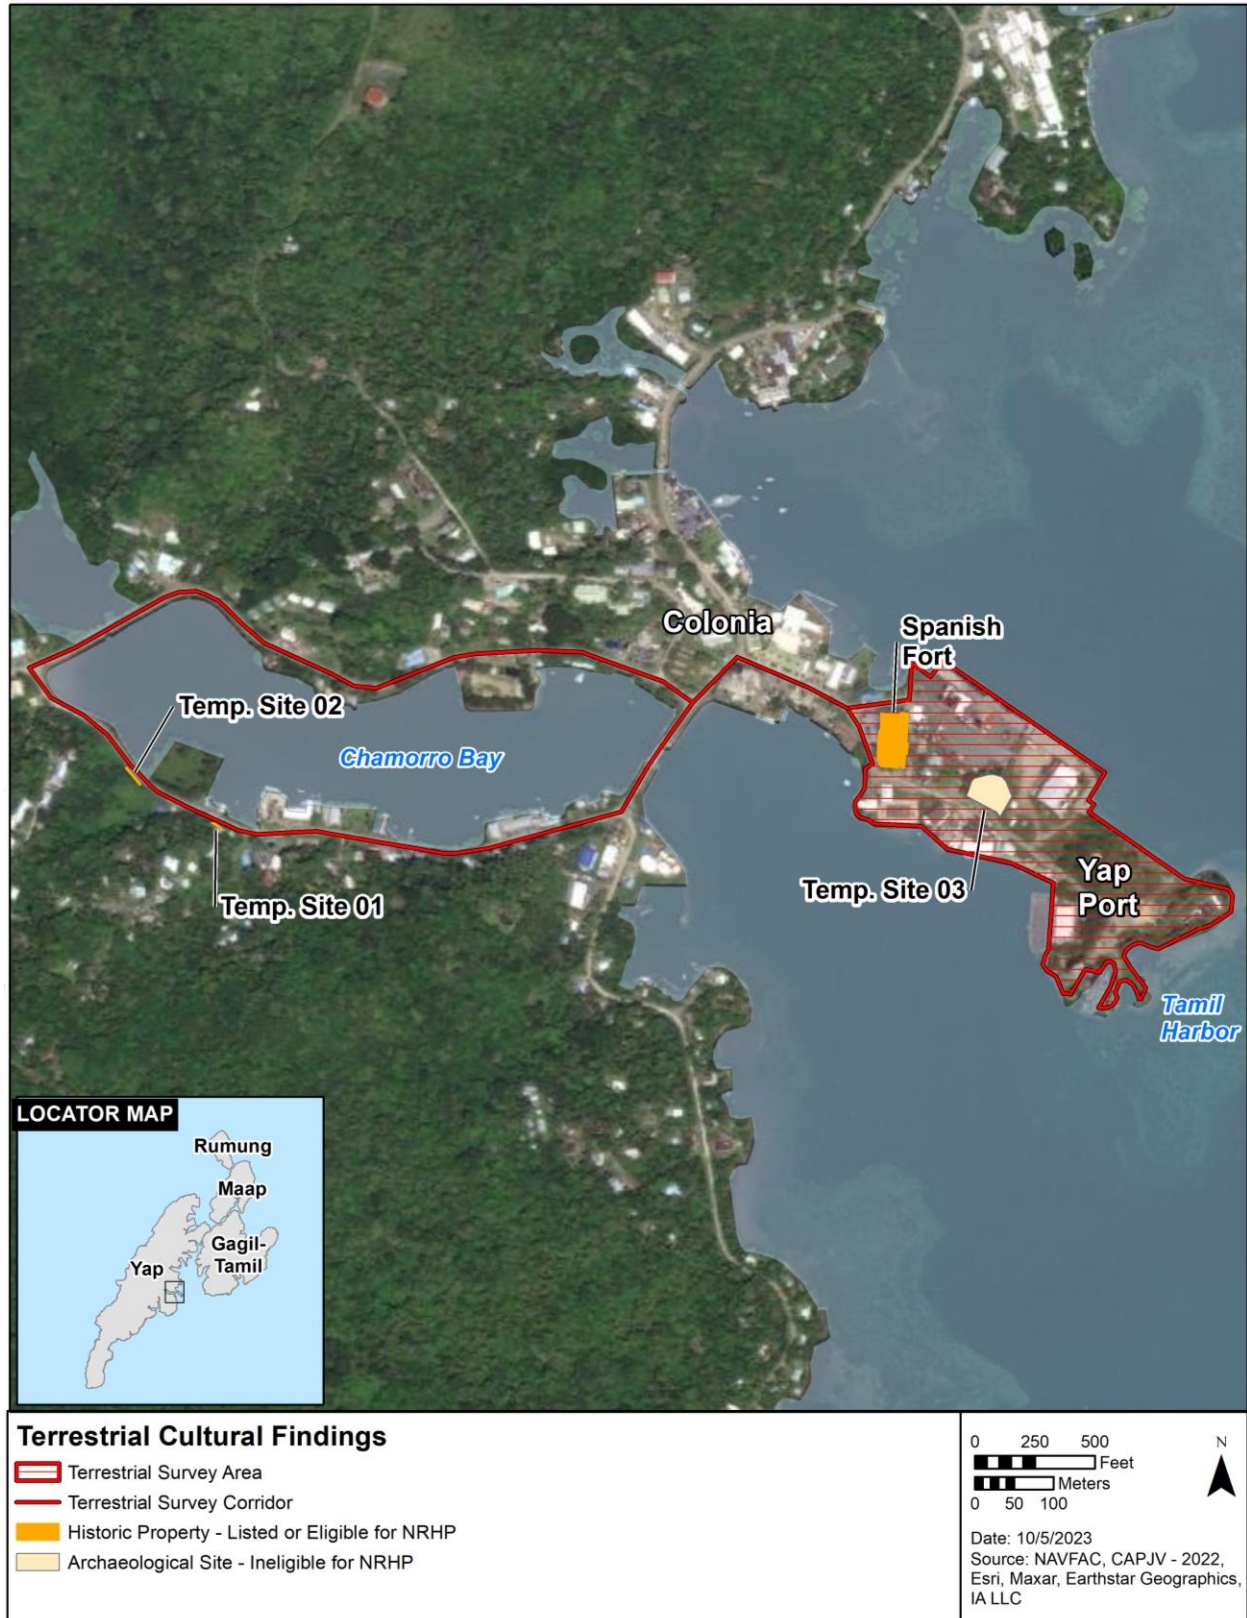 Colonia
Spanish
Fort
Temp. Site 02
Chamorro Bay
Temp. Site 01
Temp. Site 03
Yap
Port
Tamil
Harbor
LOCATOR MAP
Rumung
Maap
Gagil-
Tamil
Yap
Terrestrial Cultural Findings
Terrestrial Survey Area
Terrestrial Survey Corridor
Historic Property - Listed or Eligible for NRHP
Archaeological Site - Ineligible for NRHP
0 250 500
Feet
Meters
0 50 100
N
Date: 10/5/2023
Source: NAVFAC, CAPJV - 2022,
Esri, Maxar, Earthstar Geographics,
IA LLC